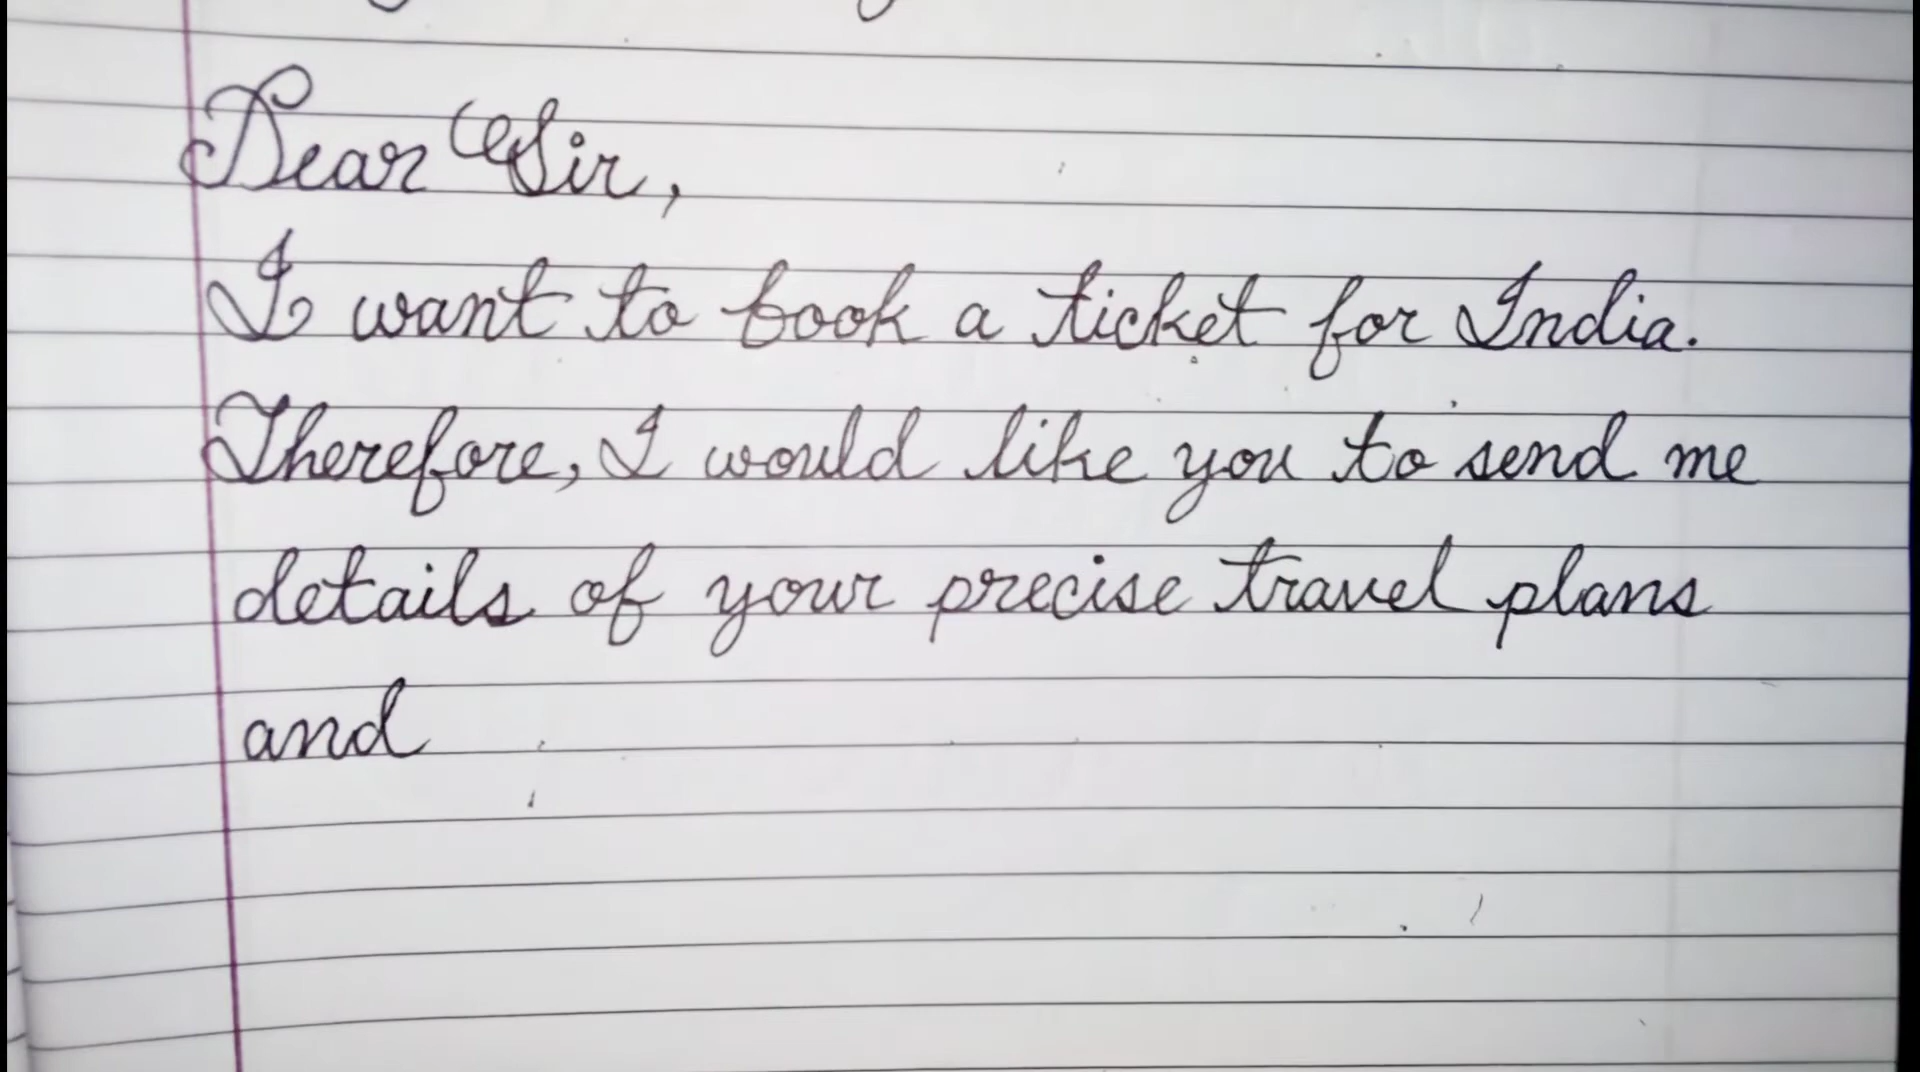 Dear Sir,
I want to book a ticket for India.
Therefore, I would like you to send me
details of your precise travel plans
and